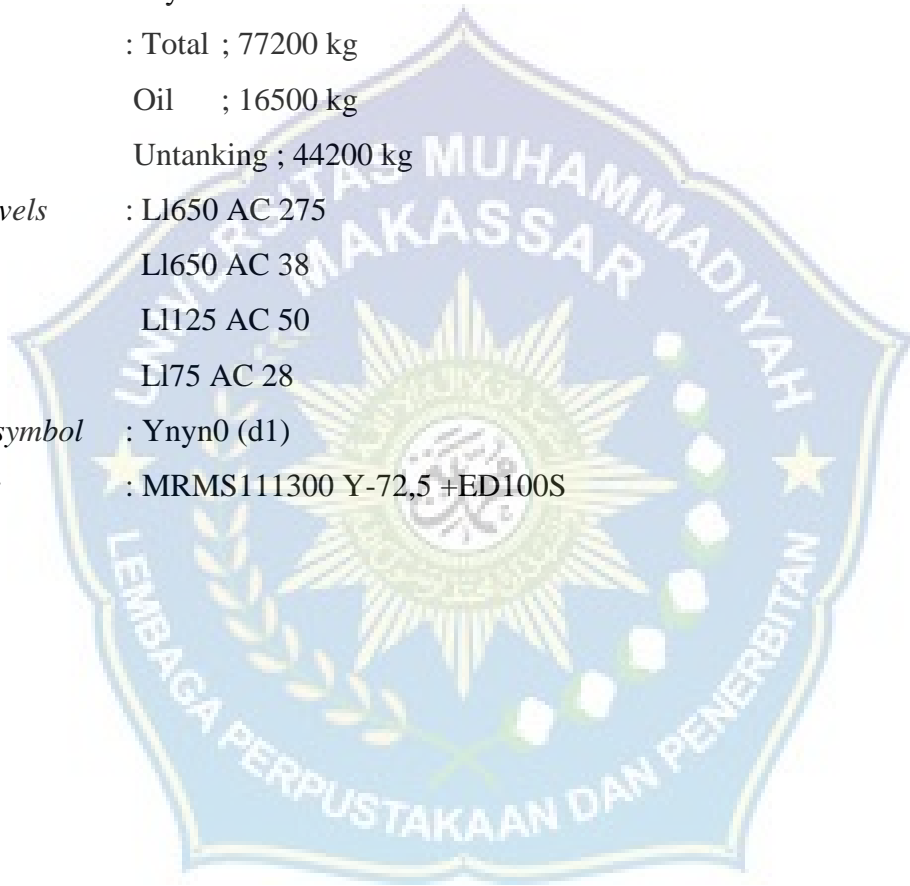 : Total ; 77200 kg
Oil ; 16500 kg
Untanking ; 44200 kg
vels : Ll650 AC 275
Ll650 AC 38
Ll125 AC 50
Ll75 AC 28
symbol : Ynyn0 (d1)
: MRMS111300 Y-72,5 +ED100S
UNIVERSITAS MUHAMMADIYAH
MAKASSAR
LEMBAGA PERPUSTAKAAN DAN PENERBITAN